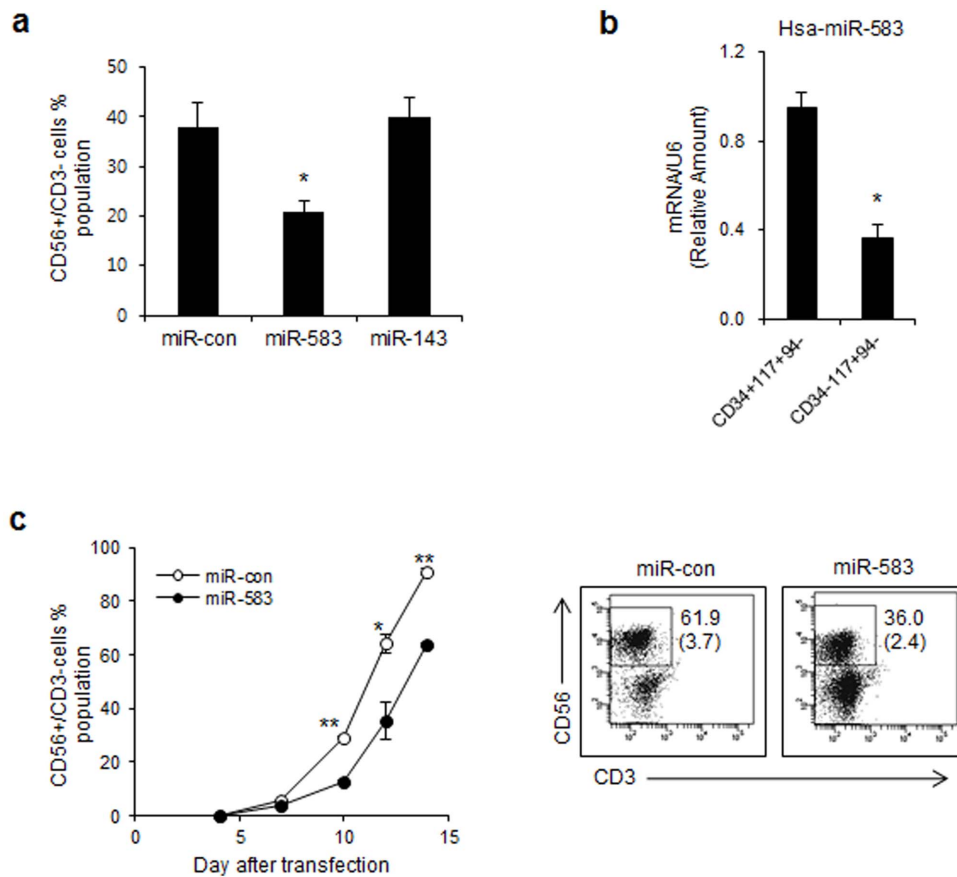 a
CD56+/CD3- cells %
population
50
40
30
20
10
0
*
miR-con
miR-583
miR-143
b
Hsa-miR-583
mRNA/U6
(Relative Amount)
1.2
0.8
0.4
0.0
*
CD34+117+94-
CD34-117+94-
c
CD56+/CD3-cells %
population
100
80
60
40
20
0
miR-con
miR-583
**
*
**
0
5
10
15
Day after transfection
miR-con
miR-583
61.9
(3.7)
36.0
(2.4)
CD56
CD3